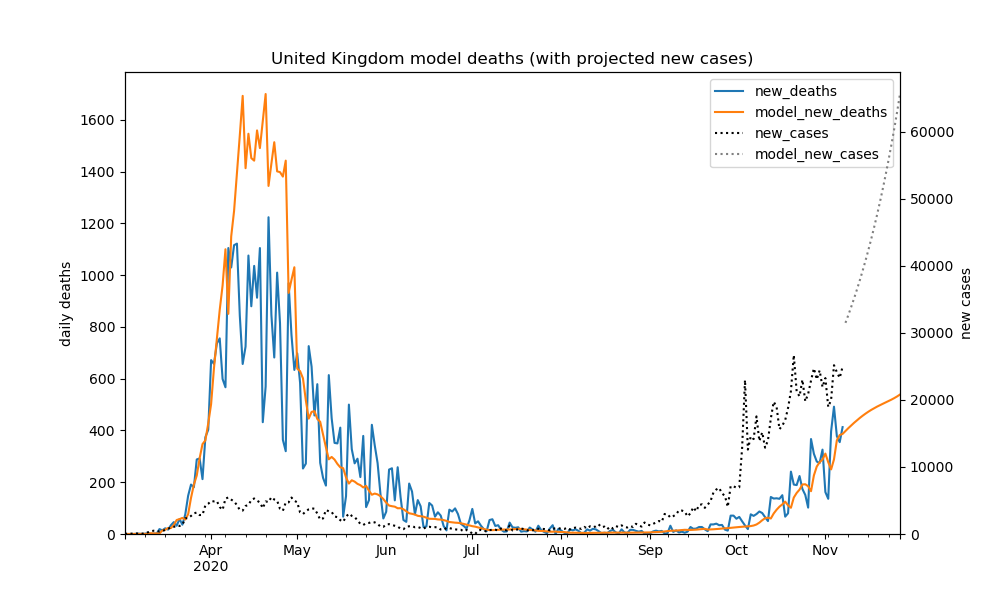 United Kingdom model deaths (with projected new cases)
new_deaths
model_new_deaths
new_cases
model_new_cases
daily deaths
1600
1400
1200
1000
800
600
400
200
0
60000
50000
40000
30000
20000
10000
0
new cases
Apr
2020
May
Jun
Jul
Aug
Sep
Oct
Nov